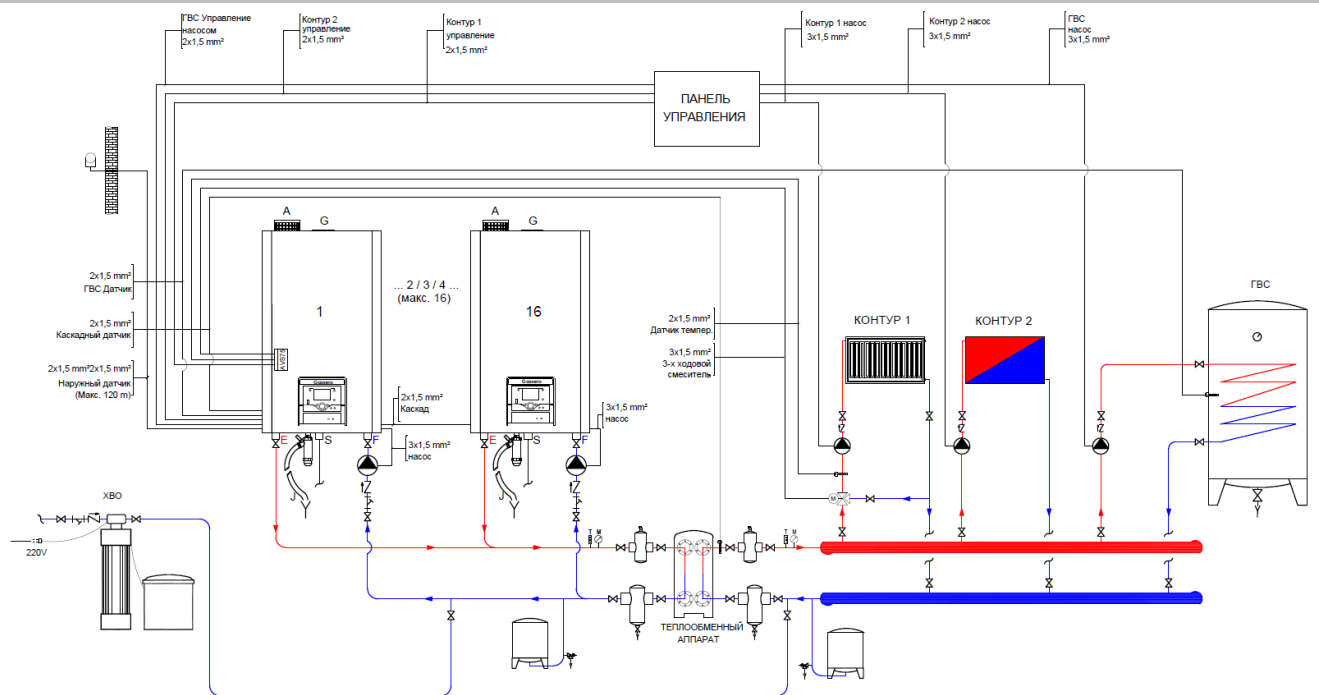 ГВС Управление
насосом
2x1,5 mm²
Контур 2
управление
2x1,5 mm²
Контур 1
управление
2x1,5 mm²
Контур 1 насос
3x1,5 mm²
Контур 2 насос
3x1,5 mm²
ГВС
насос
3x1,5 mm²
ПАНЕЛЬ
УПРАВЛЕНИЯ
A
G
A
G
2x1,5 mm²
ГВС Датчик
2x1,5 mm²
Каскадный датчик
2x1,5 mm²2x1,5 mm²
Наружный датчик
(Макс. 120 m)
1
AVS75
... 2 / 3 / 4 ...
(макс. 16)
16
2x1,5 mm²
Каскад
3x1,5 mm²
насос
3x1,5 mm²
насос
E
S
F
E
S
F
2x1,5 mm²
Датчик темпер.
3x1,5 mm²
3-х ходовой
смеситель
КОНТУР 1
КОНТУР 2
ГВС
M
ХВО
220V
T M
T M
ТЕПЛООБМЕННЫЙ
АППАРАТ